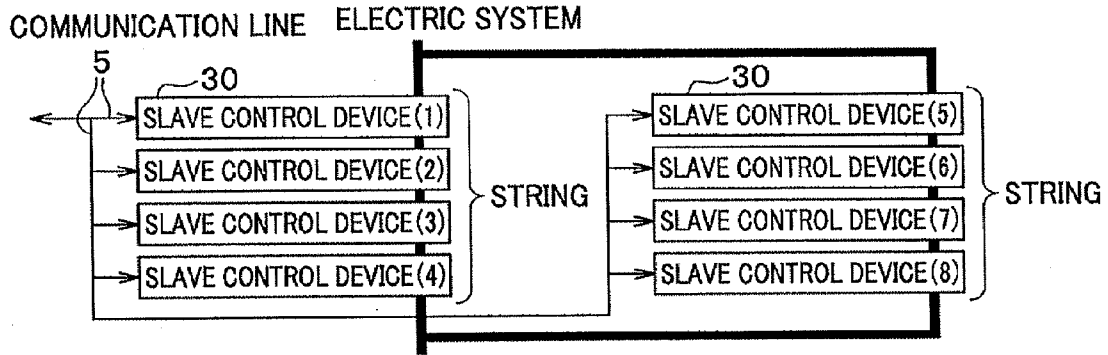 COMMUNICATION LINE
ELECTRIC SYSTEM
5
30
SLAVE CONTROL DEVICE(1)
SLAVE CONTROL DEVICE(2)
SLAVE CONTROL DEVICE(3)
SLAVE CONTROL DEVICE(4)
STRING
30
SLAVE CONTROL DEVICE(5)
SLAVE CONTROL DEVICE(6)
SLAVE CONTROL DEVICE(7)
SLAVE CONTROL DEVICE(8)
STRING